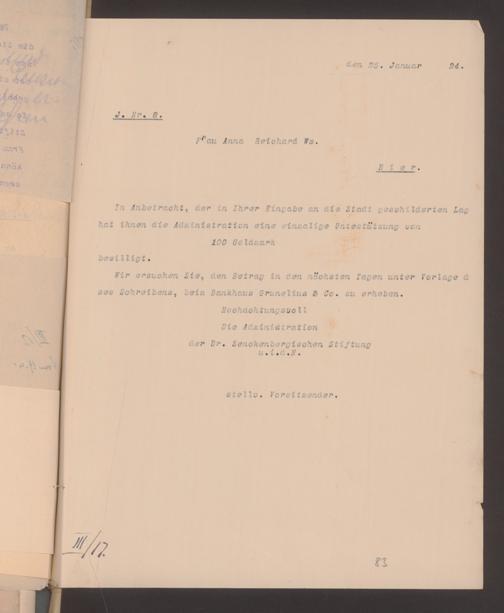 den 25. Januar 24.
J. Nr. 8.
Frau Anna Reichard Ws.
Hier.
In Anbetracht, der in Ihrer Eingabe an die Stadt geschilderten Lag
hat ihnen die Administration eine einmalige Unterstützung von
100 Goldmark
bewilligt.
Wir ersuchen Sie, den Betrag in den nächsten Tagen unter Vorlage d
ses Schreibens, beim Bankhaus Grunelius & Co. zu erheben.
Hochachtungsvoll
Die Administration
der Dr. Senckenbergischen Stiftung
u.i.d.N.
stellv. Vorsitzender.
III/17.
83